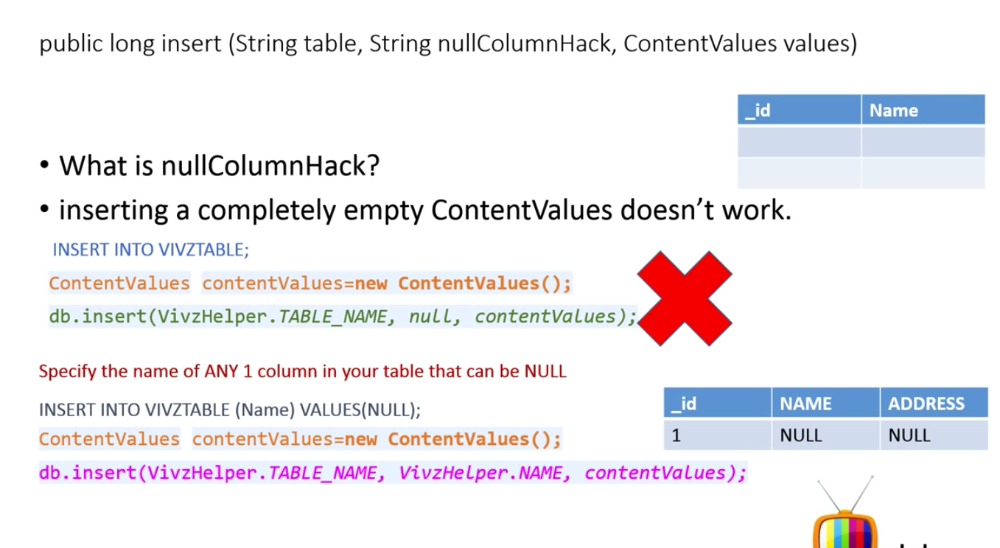 public long insert (String table, String nullColumnHack, ContentValues values)
_id Name
• What is nullColumnHack?
• inserting a completely empty ContentValues doesn’t work.
INSERT INTO VIVZTABLE;
ContentValues contentValues=new ContentValues();
db.insert(VivzHelper.TABLE_NAME, null, contentValues);
Specify the name of ANY 1 column in your table that can be NULL
INSERT INTO VIVZTABLE (Name) VALUES(NULL);
ContentValues contentValues=new ContentValues();
db.insert(VivzHelper.TABLE_NAME, VivzHelper.NAME, contentValues);
_id NAME ADDRESS
1 NULL NULL